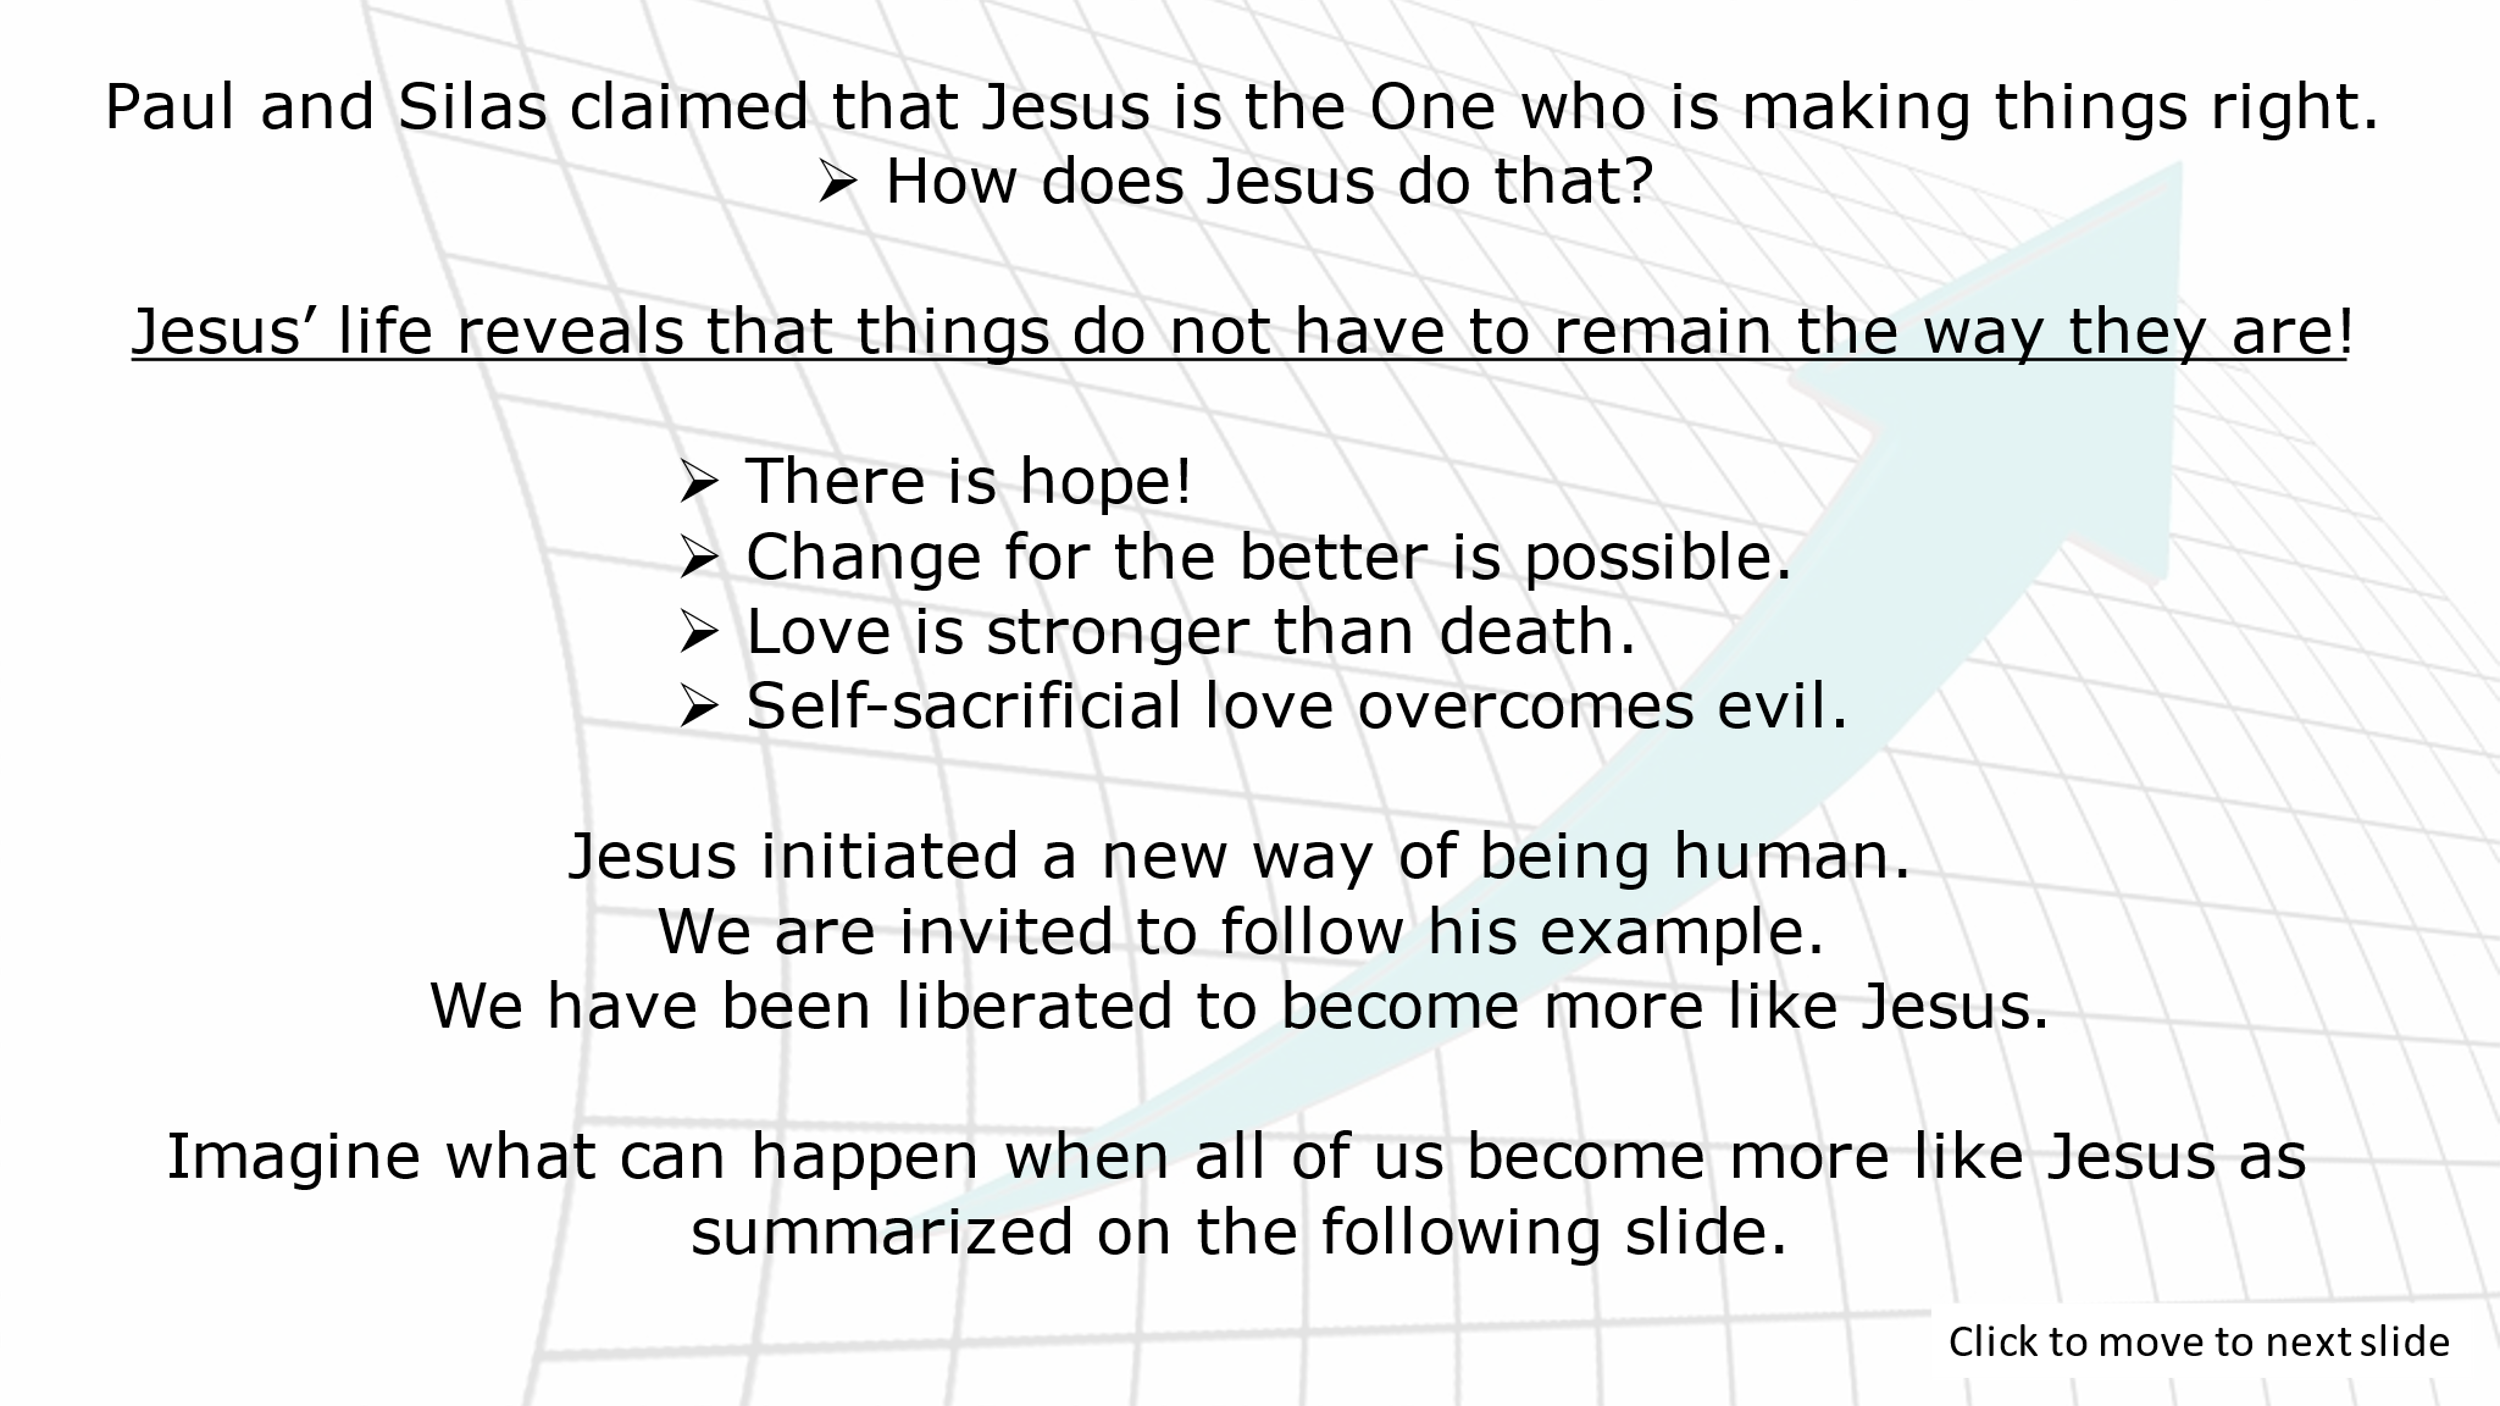 Paul and Silas claimed that Jesus is the One who is making things right.
➢ How does Jesus do that?
Jesus’ life reveals that things do not have to remain the way they are!
➢ There is hope!
➢ Change for the better is possible.
➢ Love is stronger than death.
➢ Self-sacrificial love overcomes evil.
Jesus initiated a new way of being human.
We are invited to follow his example.
We have been liberated to become more like Jesus.
Imagine what can happen when all of us become more like Jesus as
summarized on the following slide.
Click to move to next slide